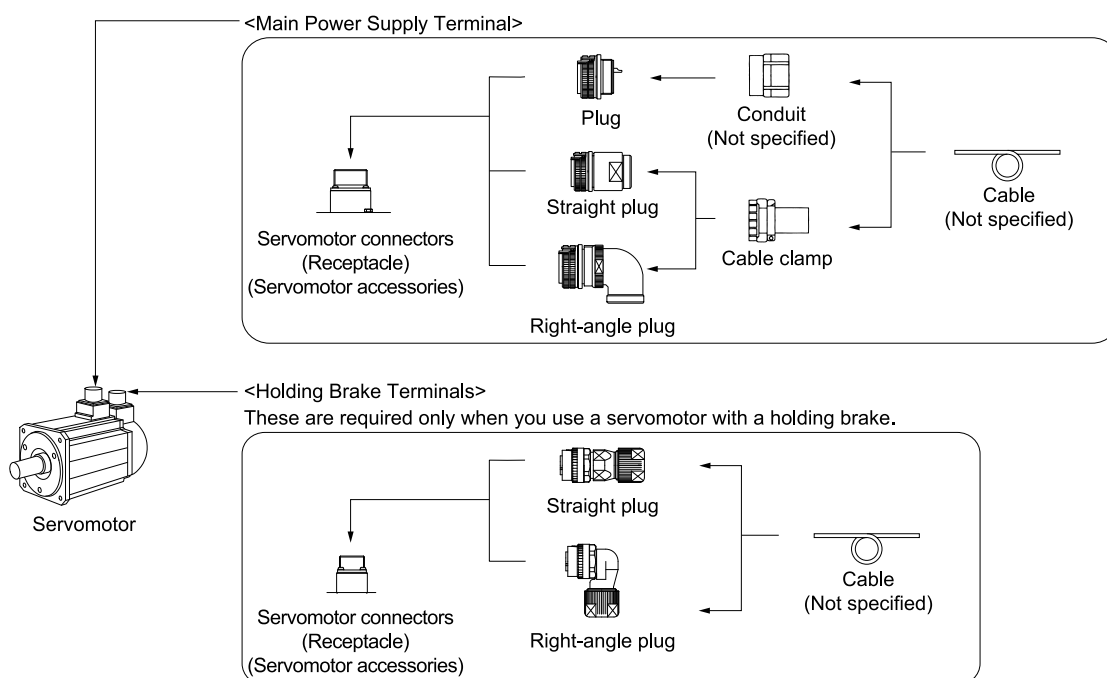 <Main Power Supply Terminal>
Plug
Conduit
(Not specified)
Straight plug
Cable
(Not specified)
Servomotor connectors
(Receptacle)
(Servomotor accessories)
Cable clamp
Right-angle plug
<Holding Brake Terminals>
These are required only when you use a servomotor with a holding brake.
Servomotor
Straight plug
Cable
(Not specified)
Servomotor connectors
(Receptacle)
(Servomotor accessories)
Right-angle plug